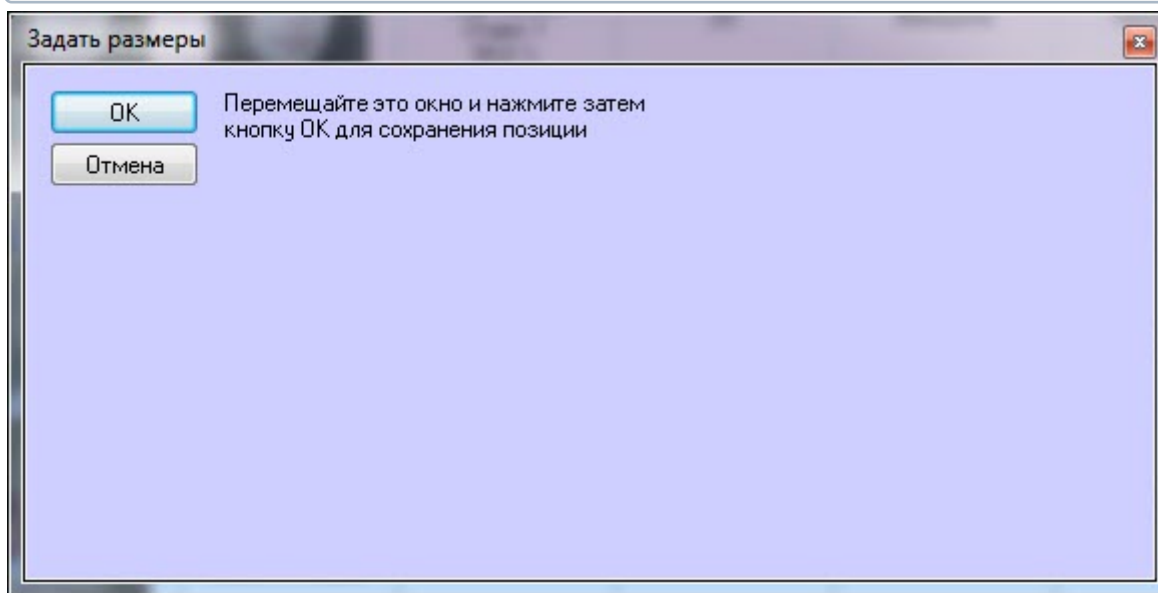 Задать размеры
OK
Перемещайте это окно и нажмите затем
кнопку OK для сохранения позиции
Отмена